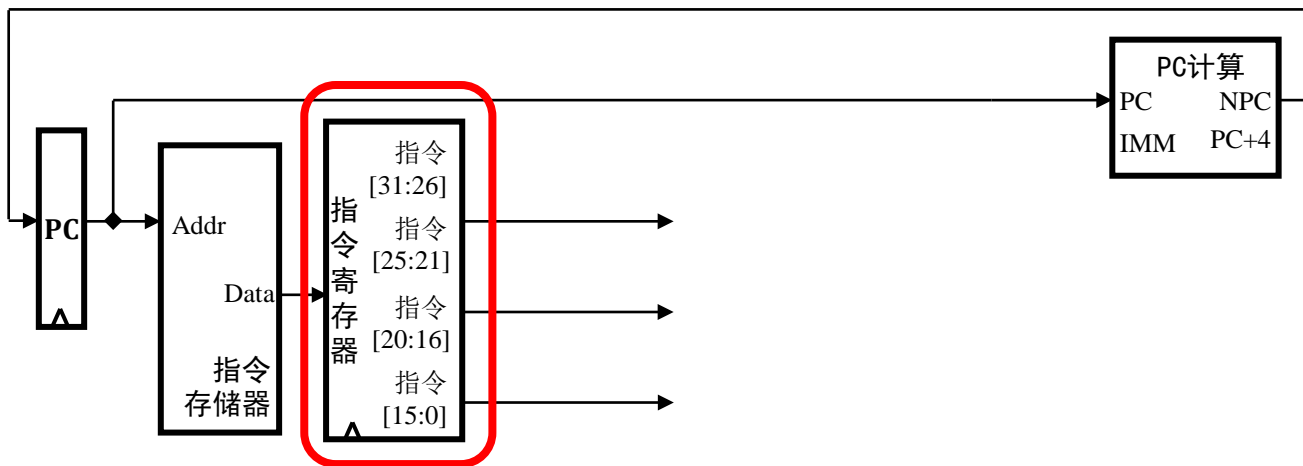 PC计算
PC NPC
IMM PC+4
PC
Addr
Data
指令
存储器
指令寄存器
指令
[31:26]
指令
[25:21]
指令
[20:16]
指令
[15:0]